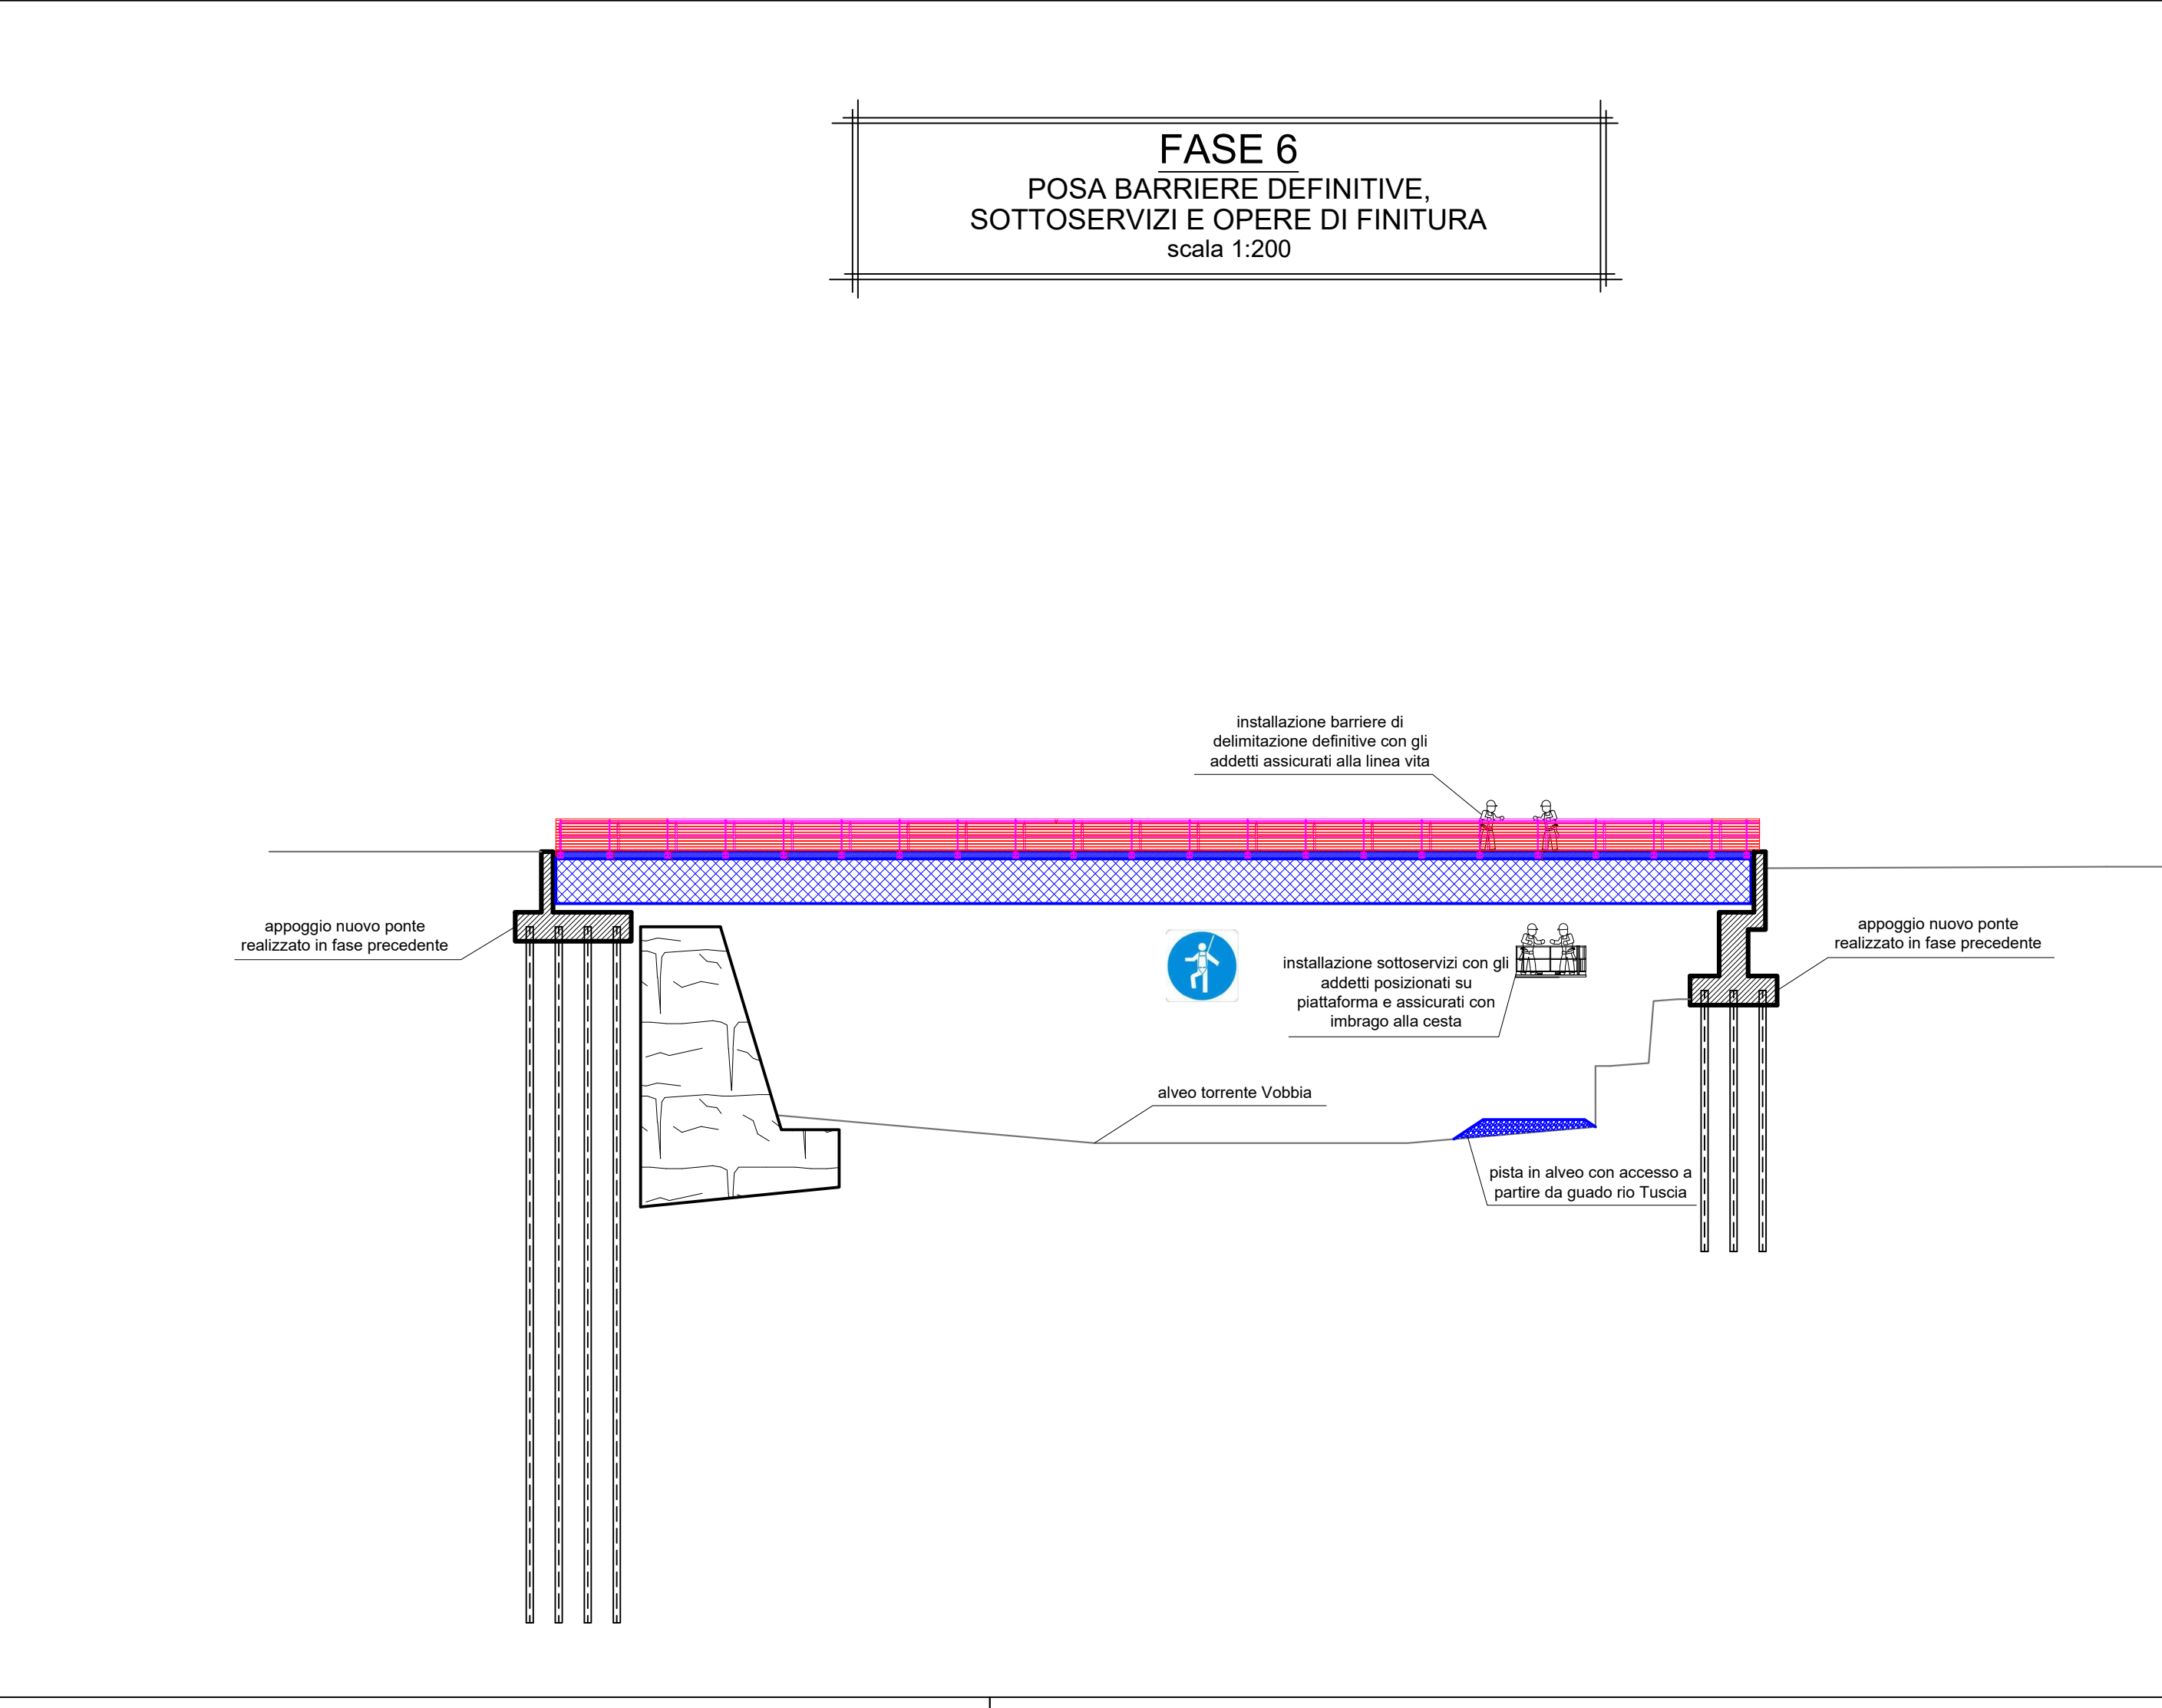 FASE 6
POSA BARRIERE DEFINITIVE,
SOTTOSERVIZI E OPERE DI FINITURA
scala 1:200
installazione barriere di
delimitazione definitive con gli
addetti assicurati alla linea vita
appoggio nuovo ponte
realizzato in fase precedente
appoggio nuovo ponte
realizzato in fase precedente
installazione sottoservizi con gli
addetti posizionati su
piattaforma e assicurati con
imbrago alla cesta
alveo torrente Vobbia
pista in alveo con accesso a
partire da guado rio Tuscia